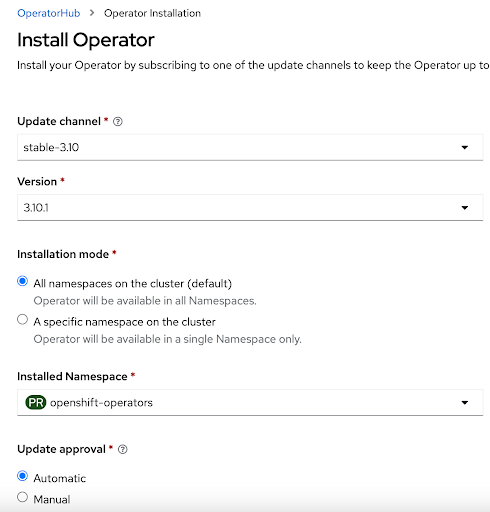 OperatorHub > Operator Installation
Install Operator
Install your Operator by subscribing to one of the update channels to keep the Operator up to
Update channel *
stable-3.10
Version *
3.10.1
Installation mode *
All namespaces on the cluster (default)
Operator will be available in all Namespaces.
A specific namespace on the cluster
Operator will be available in a single Namespace only.
Installed Namespace *
PR openshift-operators
Update approval *
Automatic
Manual